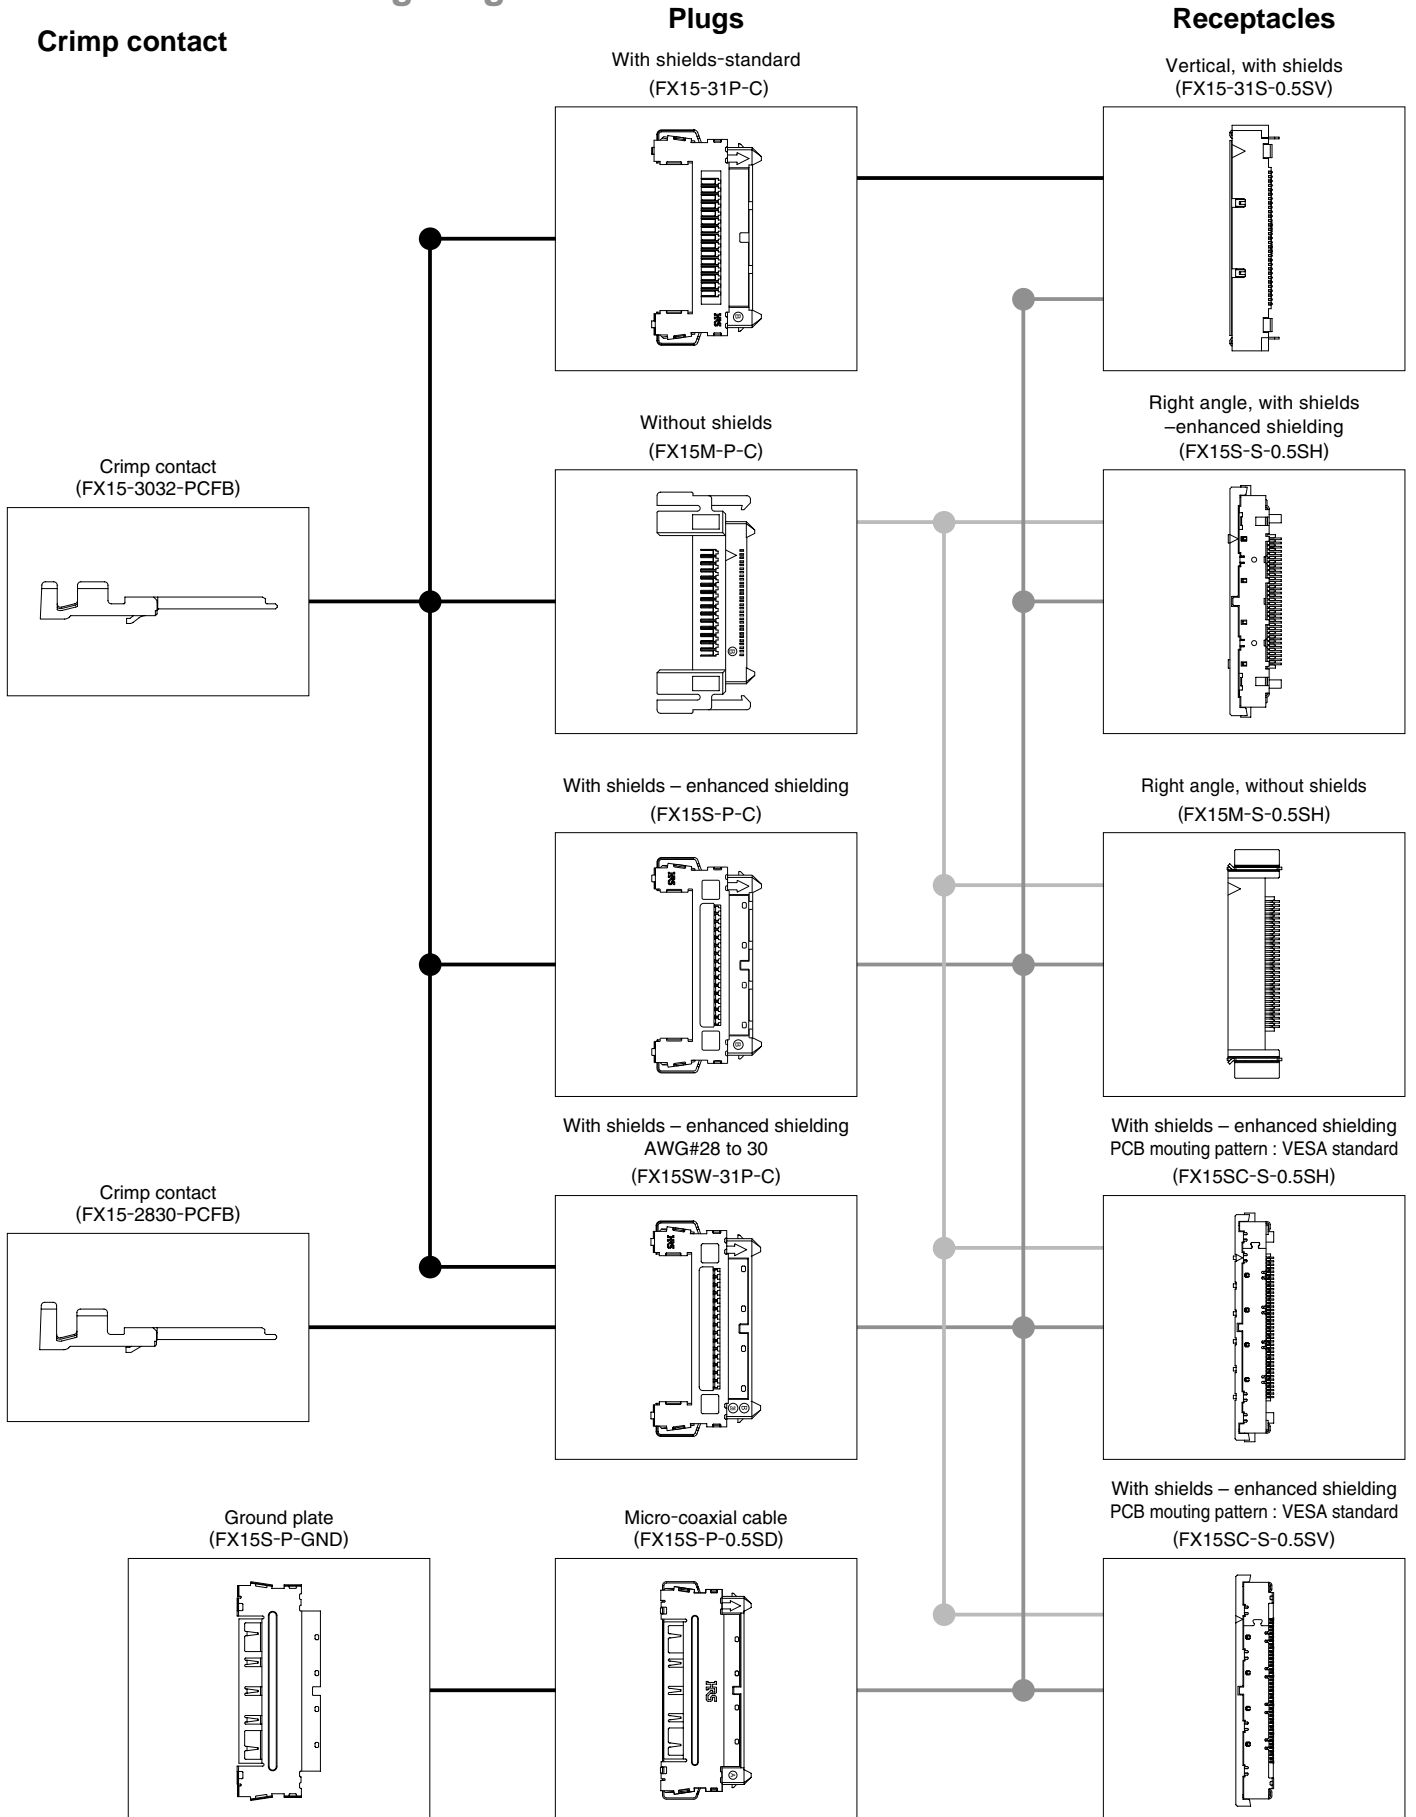 Crimp contact
Plugs
Receptacles
With shields-standard
(FX15-31P-C)
Vertical, with shields
(FX15-31S-0.5SV)
Without shields
(FX15M-P-C)
Right angle, with shields
–enhanced shielding
(FX15S-S-0.5SH)
Crimp contact
(FX15-3032-PCFB)
With shields – enhanced shielding
(FX15S-P-C)
Right angle, without shields
(FX15M-S-0.5SH)
With shields – enhanced shielding
AWG#28 to 30
(FX15SW-31P-C)
With shields – enhanced shielding
PCB mouting pattern : VESA standard
(FX15SC-S-0.5SH)
Crimp contact
(FX15-2830-PCFB)
Ground plate
(FX15S-P-GND)
Micro-coaxial cable
(FX15S-P-0.5SD)
With shields – enhanced shielding
PCB mouting pattern : VESA standard
(FX15SC-S-0.5SV)